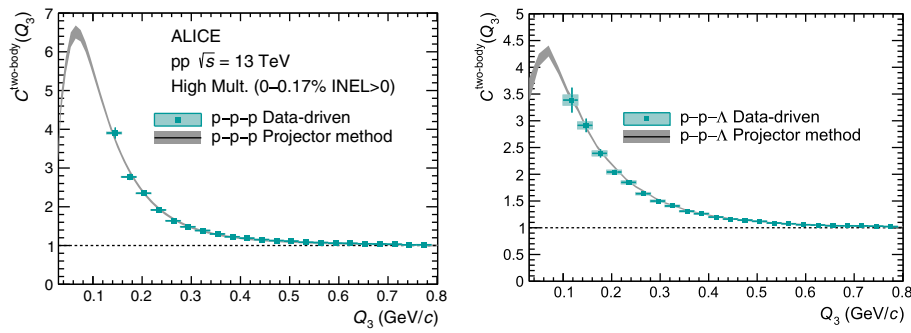 C^two-body(Q₃)
7
6
5
4
3
2
1
0
ALICE
pp √s = 13 TeV
High Mult. (0–0.17% INEL>0)
p–p–p Data-driven
p–p–p Projector method
0.1 0.2 0.3 0.4 0.5 0.6 0.7 0.8
Q₃ (GeV/c)
C^two-body(Q₃)
5
4.5
4
3.5
3
2.5
2
1.5
1
0.5
0
p–p–Λ Data-driven
p–p–Λ Projector method
0.1 0.2 0.3 0.4 0.5 0.6 0.7 0.8
Q₃ (GeV/c)